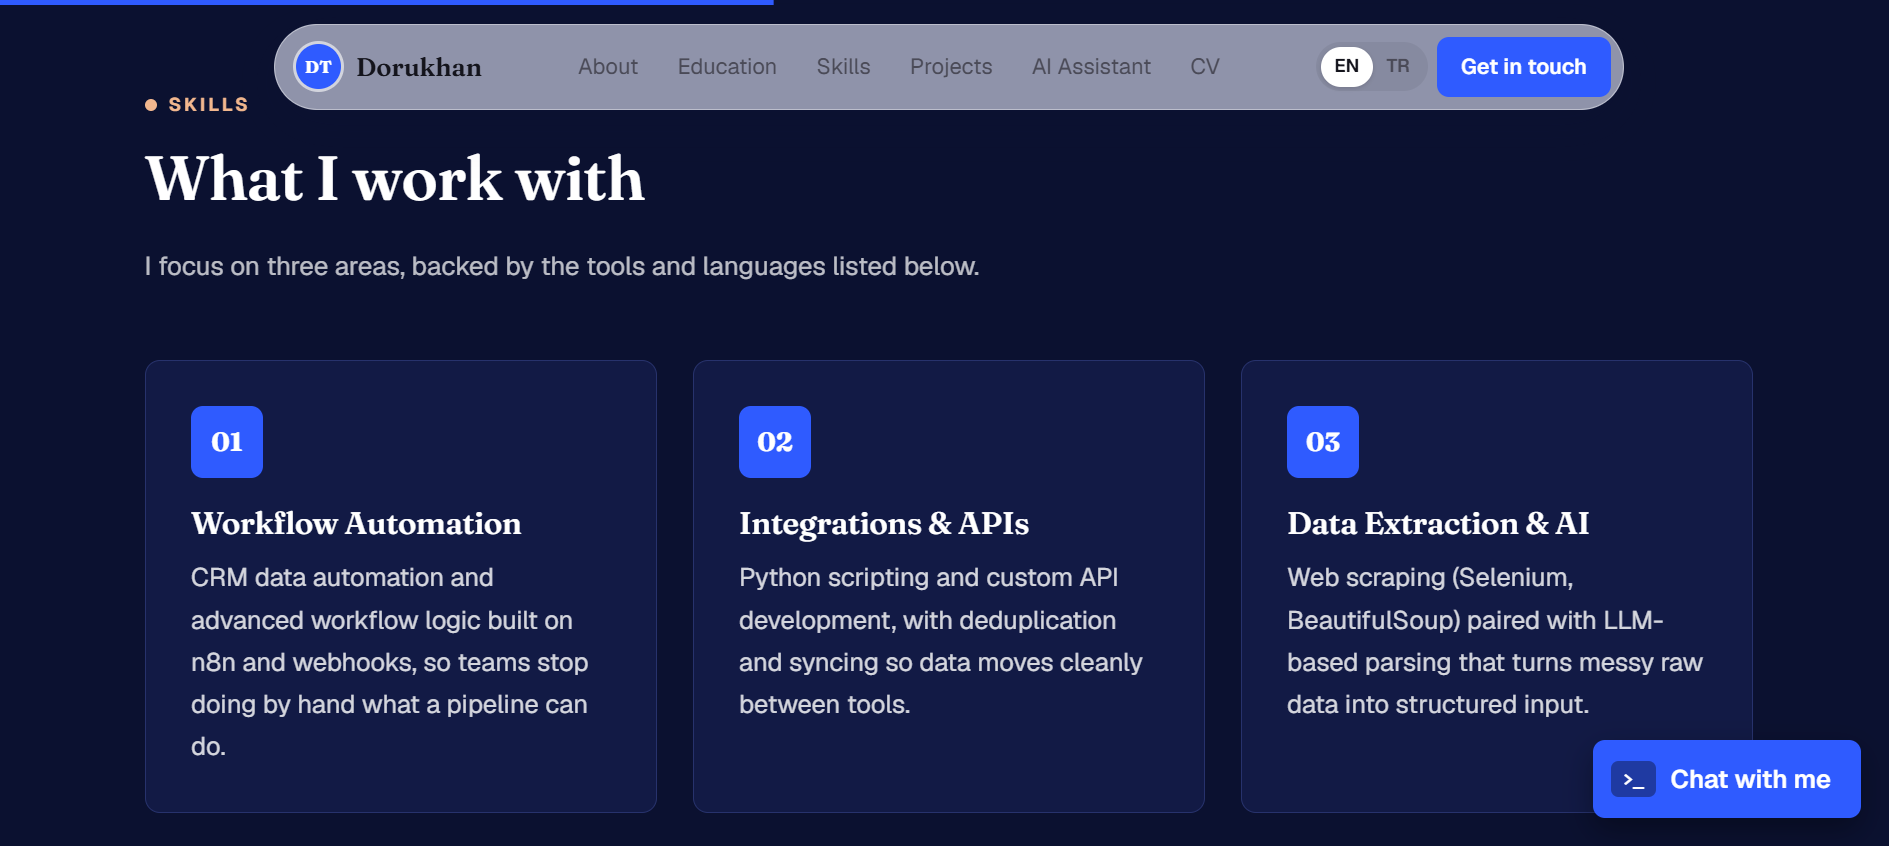 DT Dorukhan About Education Skills Projects AI Assistant CV EN TR Get in touch
SKILLS
What I work with
I focus on three areas, backed by the tools and languages listed below.
01
Workflow Automation
CRM data automation and
advanced workflow logic built on
n8n and webhooks, so teams stop
doing by hand what a pipeline can
do.
02
Integrations & APIs
Python scripting and custom API
development, with deduplication
and syncing so data moves cleanly
between tools.
03
Data Extraction & AI
Web scraping (Selenium,
BeautifulSoup) paired with LLM-
based parsing that turns messy raw
data into structured input.
>_ Chat with me